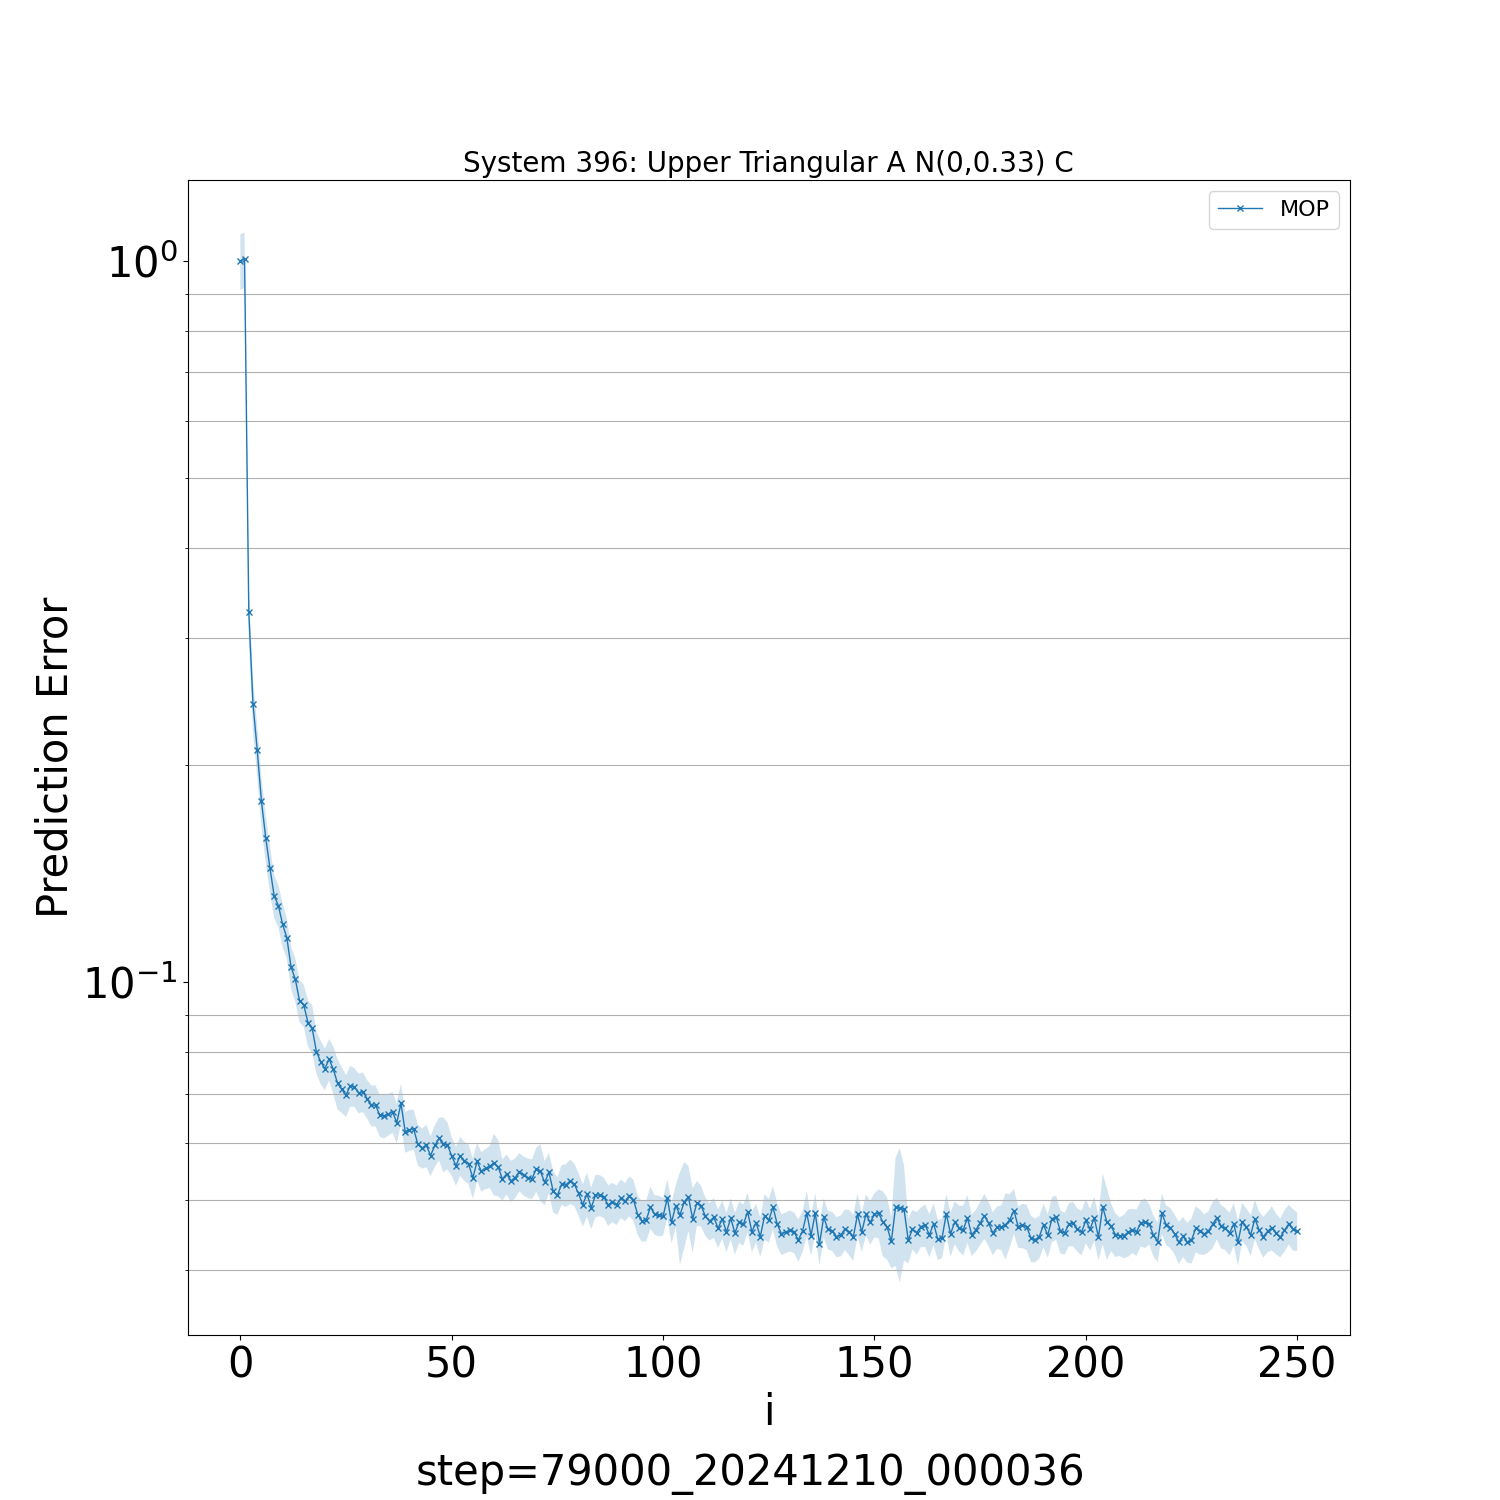 System 396: Upper Triangular A N(0,0.33) C
MOP
10⁰
10⁻¹
Prediction Error
0 50 100 150 200 250
i
step=79000_20241210_000036